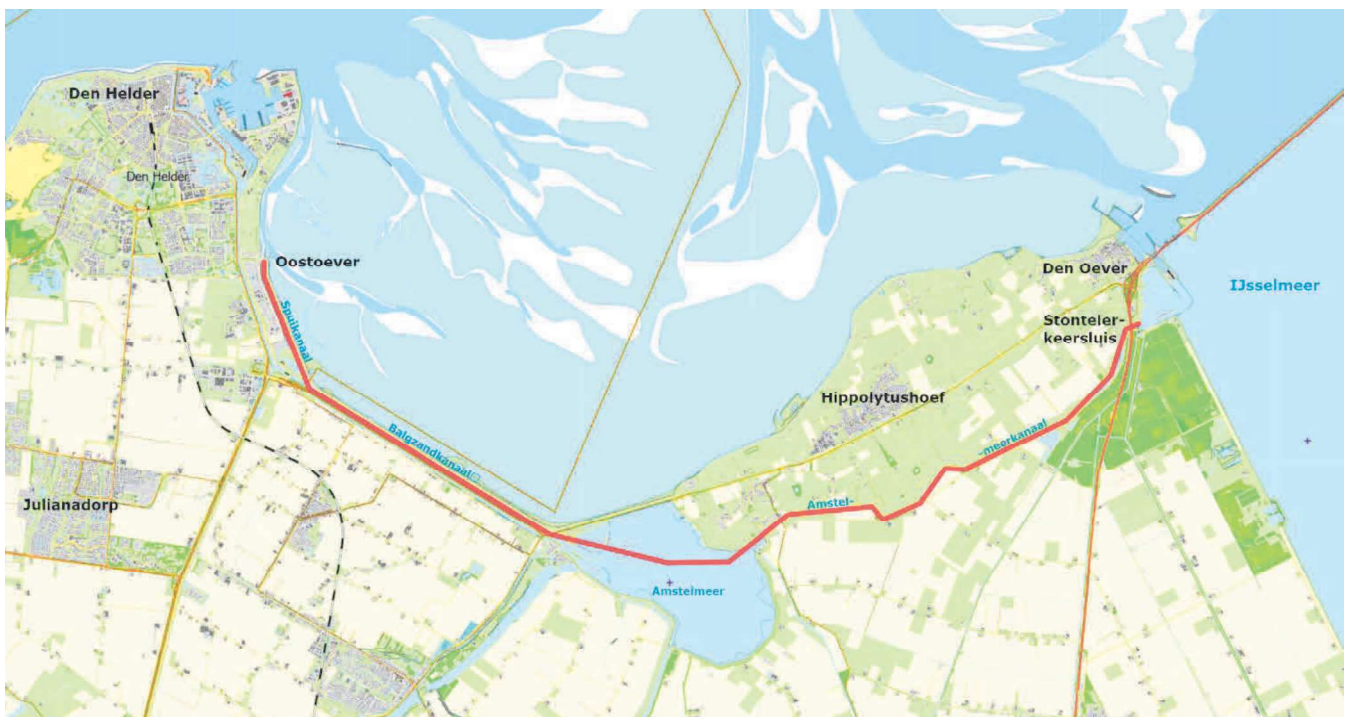 Den Helder
Den Helder
Oostoever
Spuikanaal
Balgzandkanaal
Julianadorp
Amstelmeer
Amstel-
-meerkanaal
Hippolytushoef
Den Oever
Stonteler-
keersluis
IJsselmeer